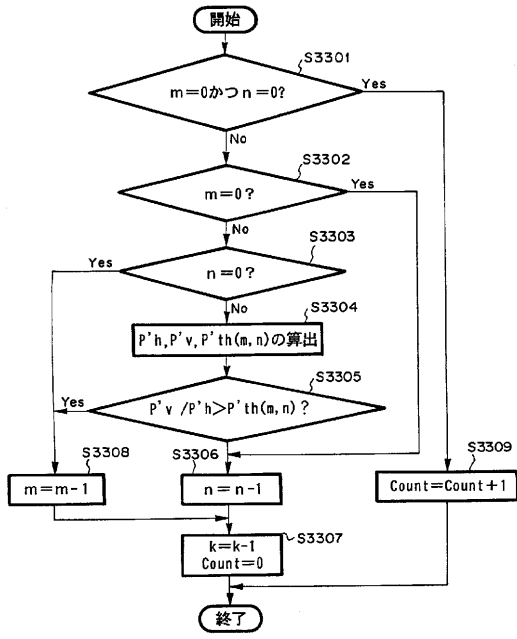 開始
S3301
m=0かつn=0?
Yes
No
S3302
m=0?
Yes
No
S3303
n=0?
Yes
No
S3304
P'h,P'v,P'th(m,n)の算出
S3305
P'v /P'h>P'th(m,n)?
Yes
S3308
m=m-1
S3306
n=n-1
S3309
Count=Count+1
S3307
k=k-1
Count=0
終了